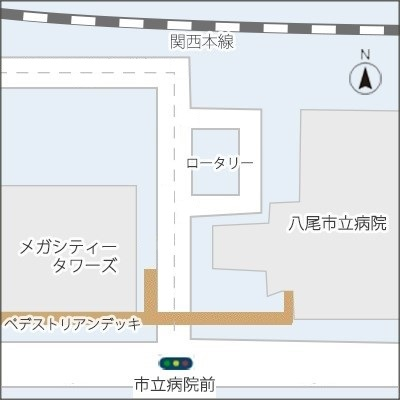 関西本線
N
ロータリー
八尾市立病院
メガシティー
タワーズ
ペデストリアンデッキ
市立病院前